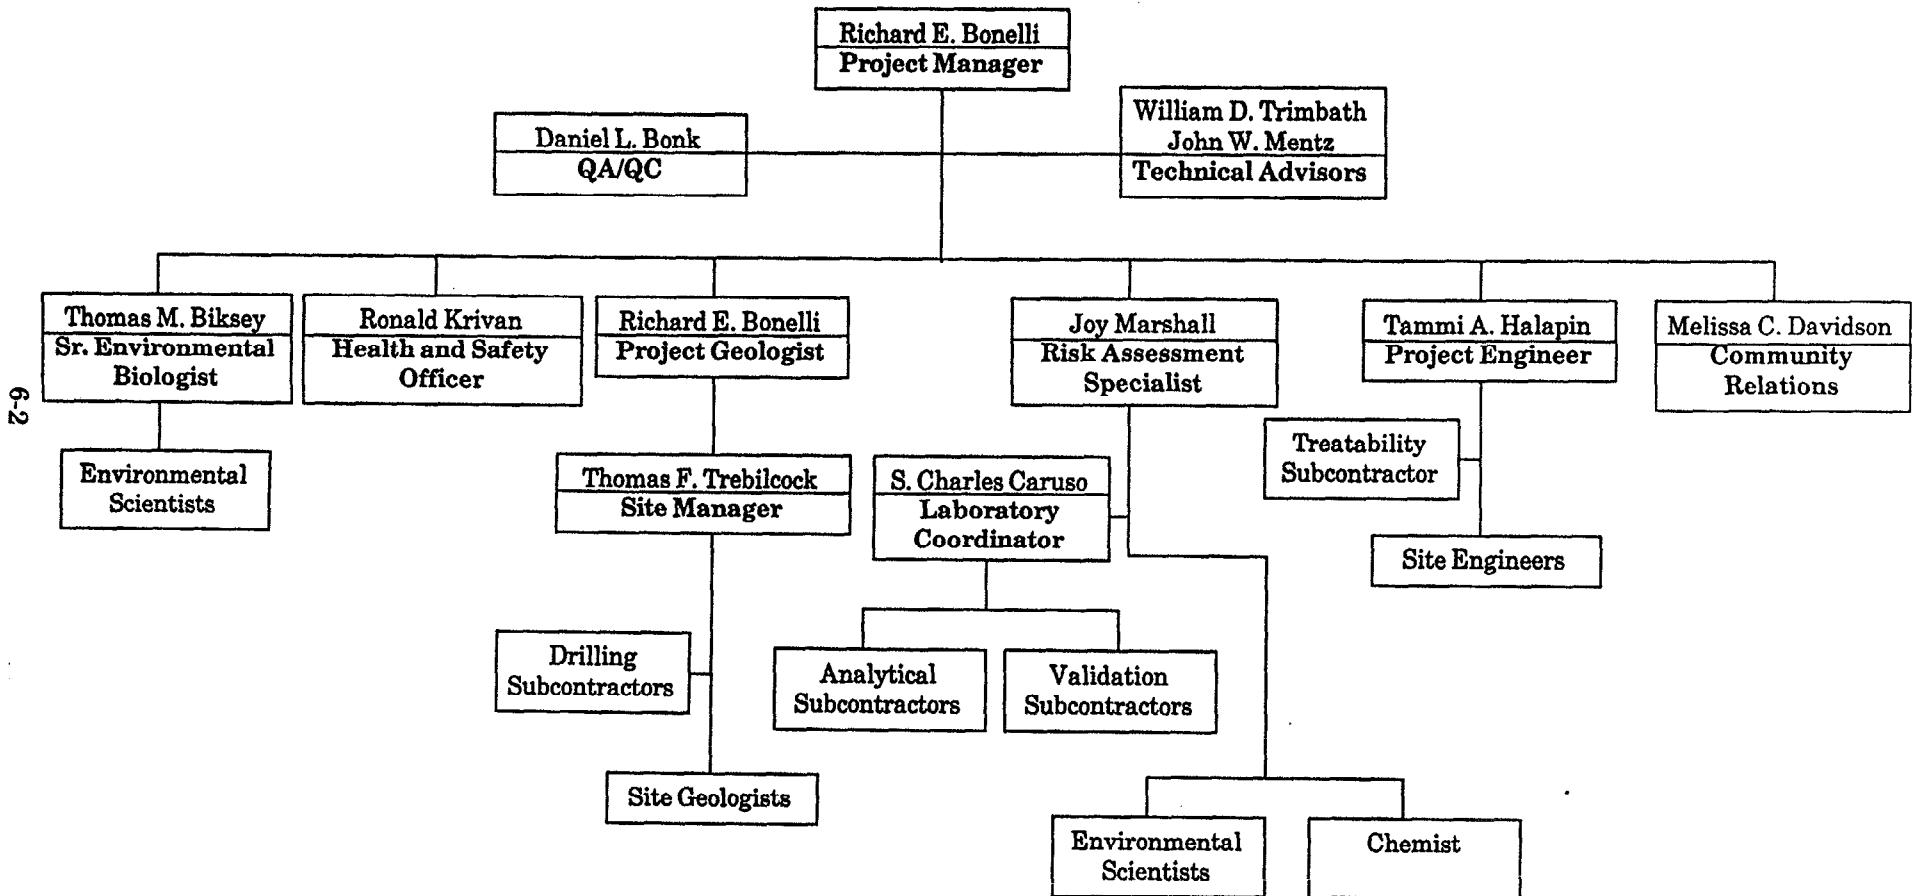 Richard E. Bonelli
Project Manager
Daniel L. Bonk
QA/QC
William D. Trimbath
John W. Mentz
Technical Advisors
Thomas M. Biksey
Sr. Environmental
Biologist
Ronald Krivan
Health and Safety
Officer
Richard E. Bonelli
Project Geologist
Joy Marshall
Risk Assessment
Specialist
Tammi A. Halapin
Project Engineer
Melissa C. Davidson
Community
Relations
6-2
Environmental
Scientists
Thomas F. Trebilcock
Site Manager
S. Charles Caruso
Laboratory
Coordinator
Treatability
Subcontractor
Site Engineers
Drilling
Subcontractors
Analytical
Subcontractors
Validation
Subcontractors
Site Geologists
Environmental
Scientists
Chemist